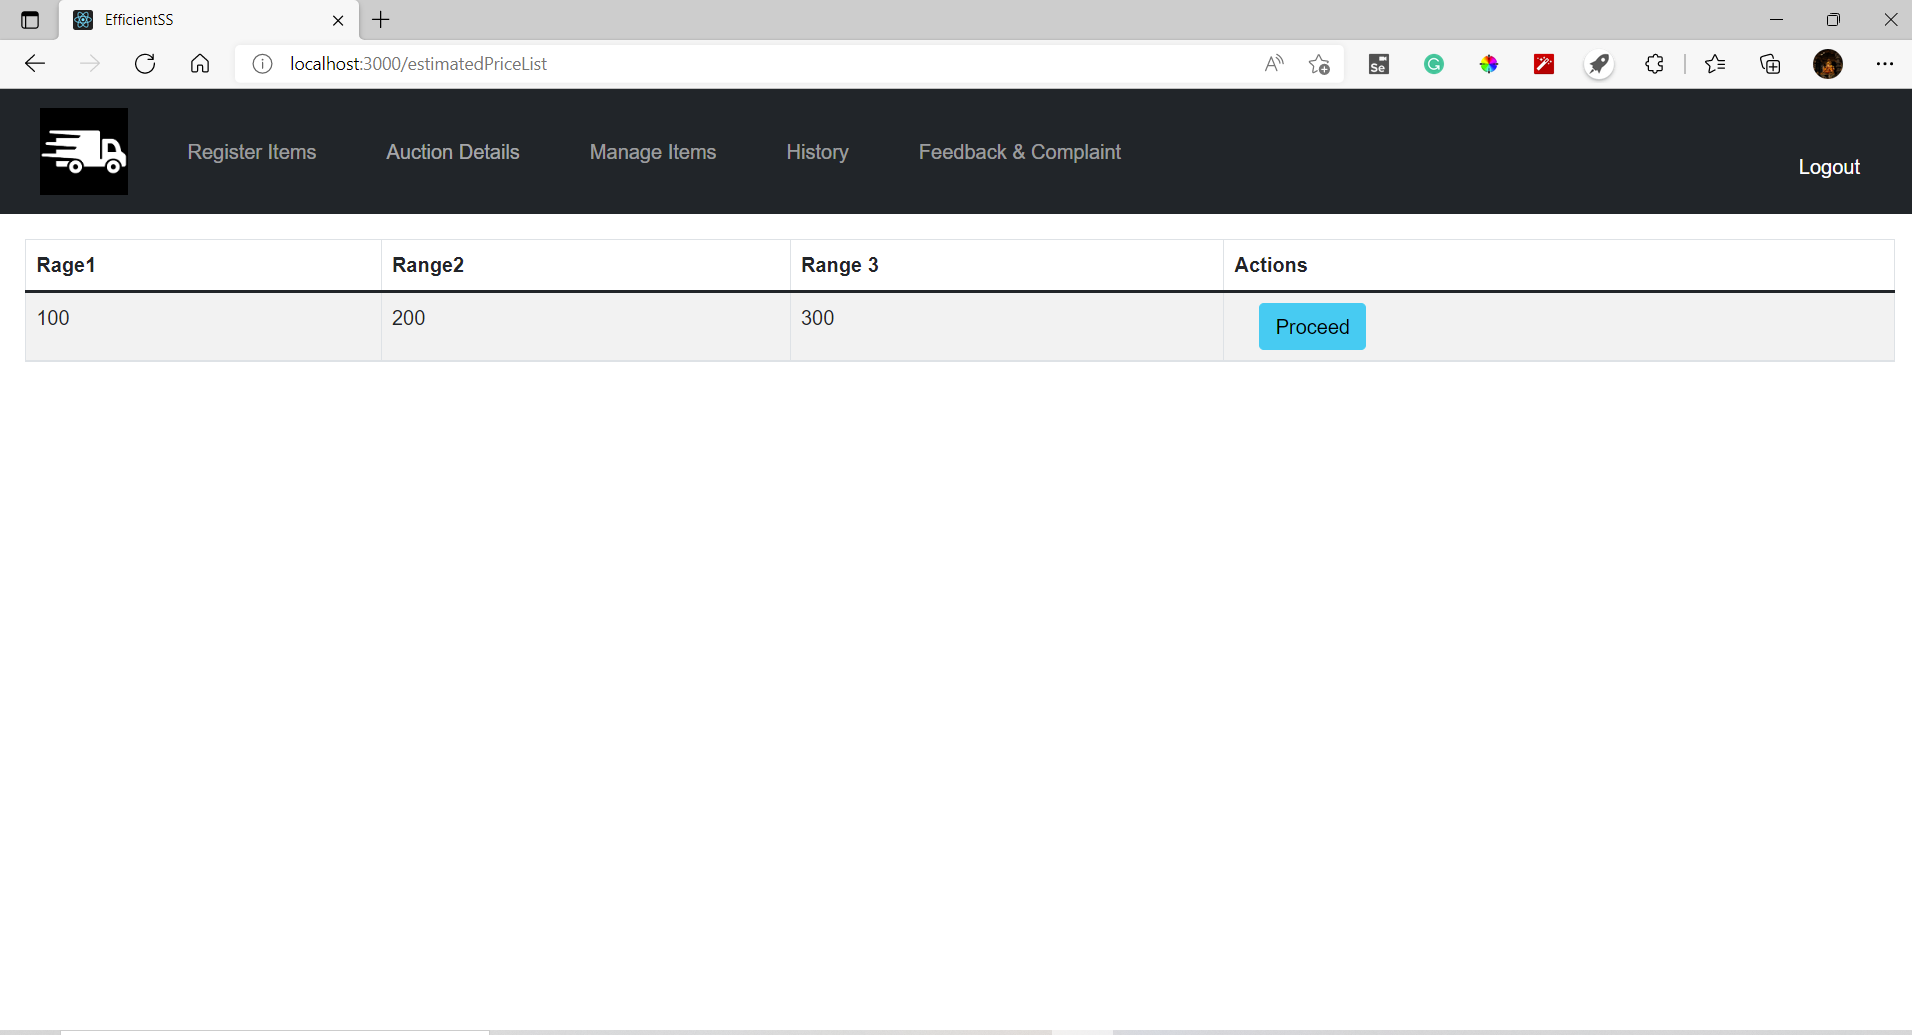 EfficientSS
localhost:3000/estimatedPriceList
A
Se
G
Register Items Auction Details Manage Items History Feedback & Complaint
Logout
Rage1 Range2 Range 3 Actions
100 200 300 Proceed